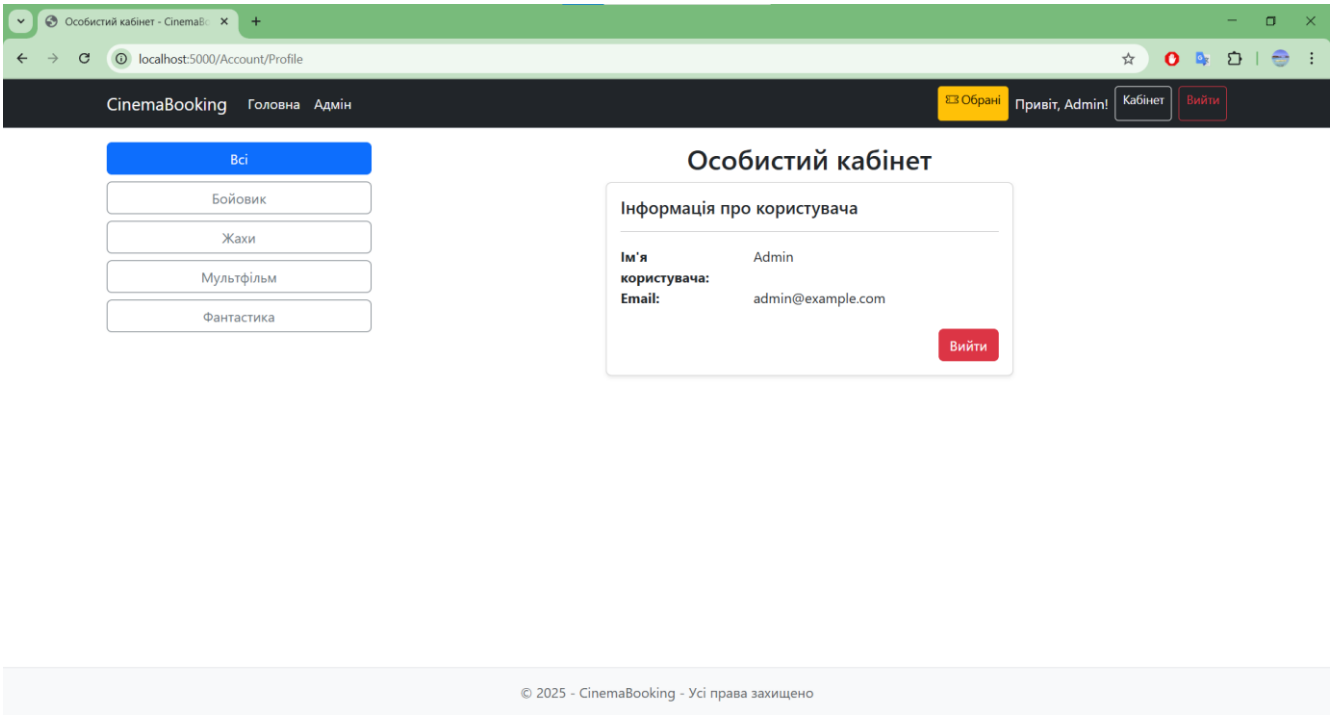 Особистий кабінет - CinemaBo
localhost:5000/Account/Profile
CinemaBooking Головна Адмін Обрані Привіт, Admin! Кабінет Вийти
Всі
Бойовик
Жахи
Мультфільм
Фантастика
Особистий кабінет
Інформація про користувача
Ім'я користувача: Admin
Email: admin@example.com
Вийти
© 2025 - CinemaBooking - Усі права захищено